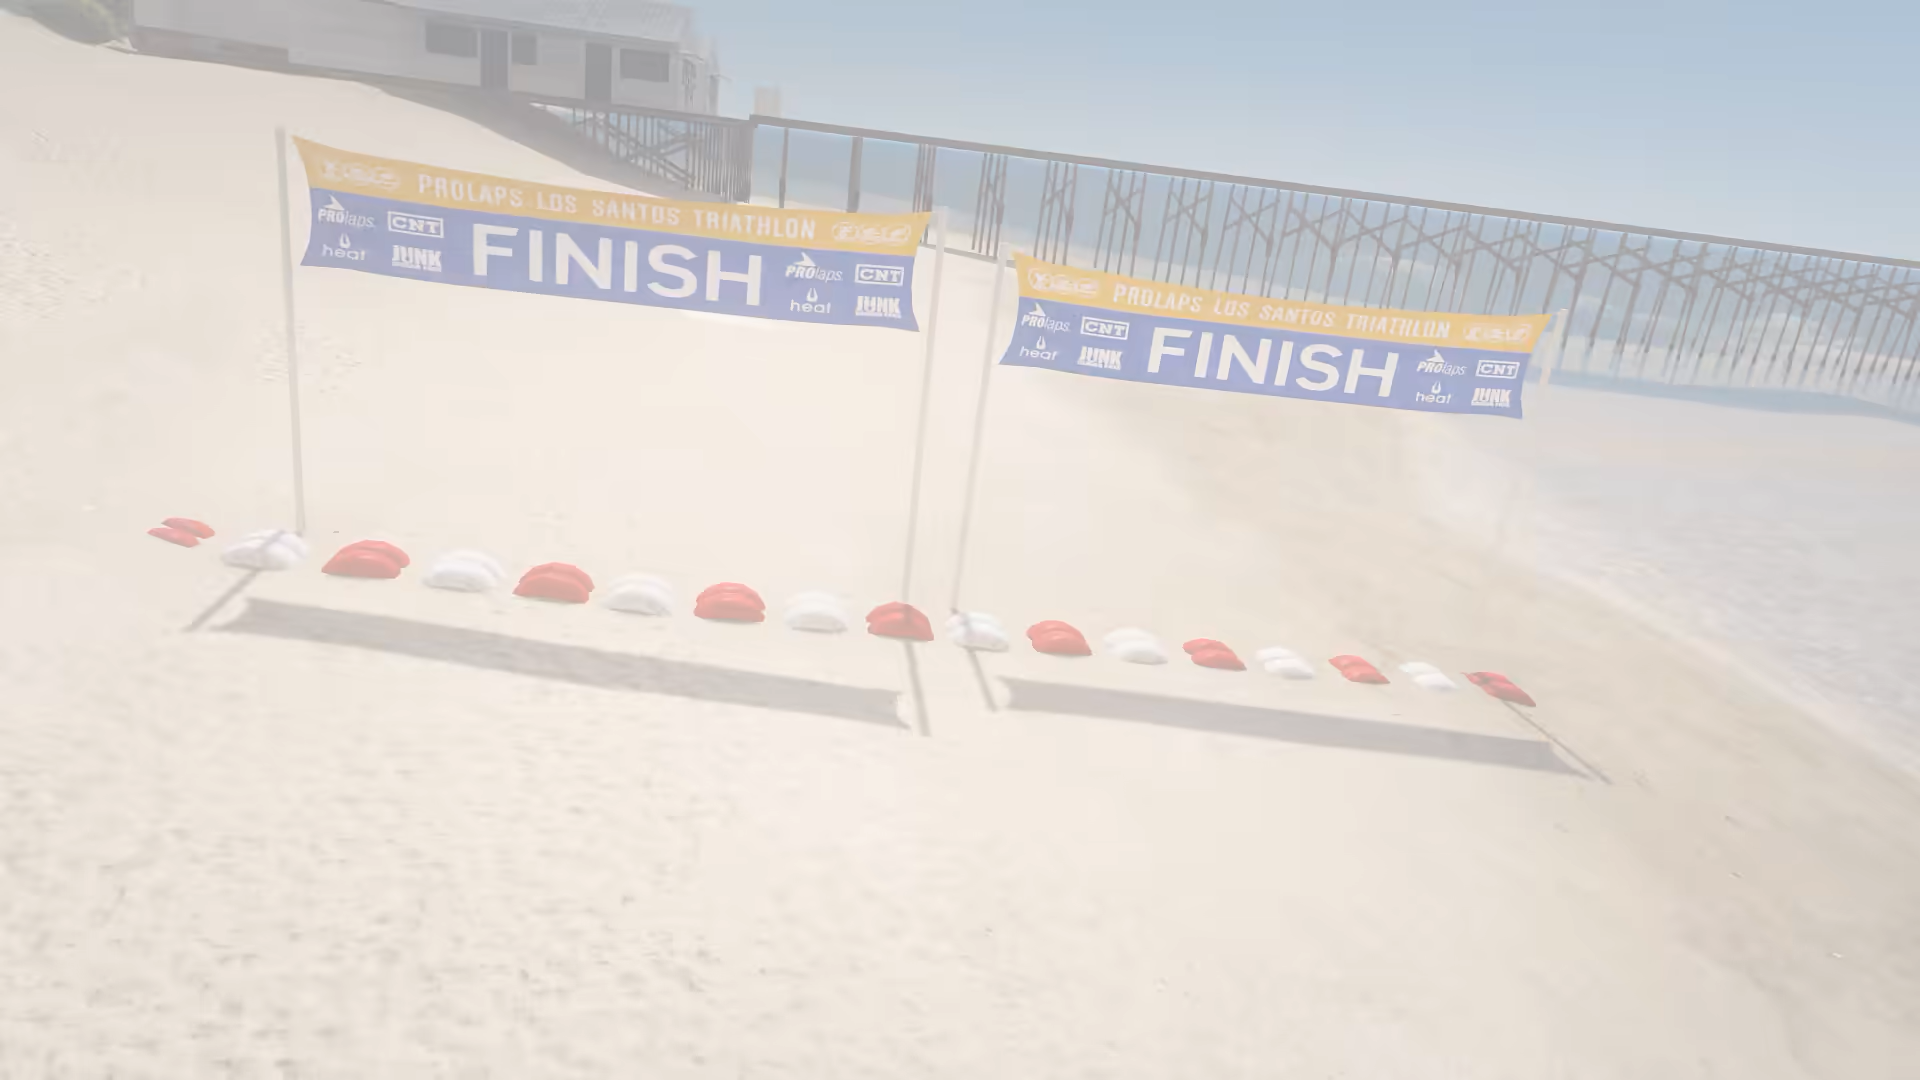 PROLAPS LOS SANTOS TRIATHLON
PROlaps CNT
heat JUNK
FINISH
PROlaps CNT
heat JUNK
PROLAPS LOS SANTOS TRIATHLON
PROlaps CNT
heat JUNK
FINISH
PROlaps CNT
heat JUNK